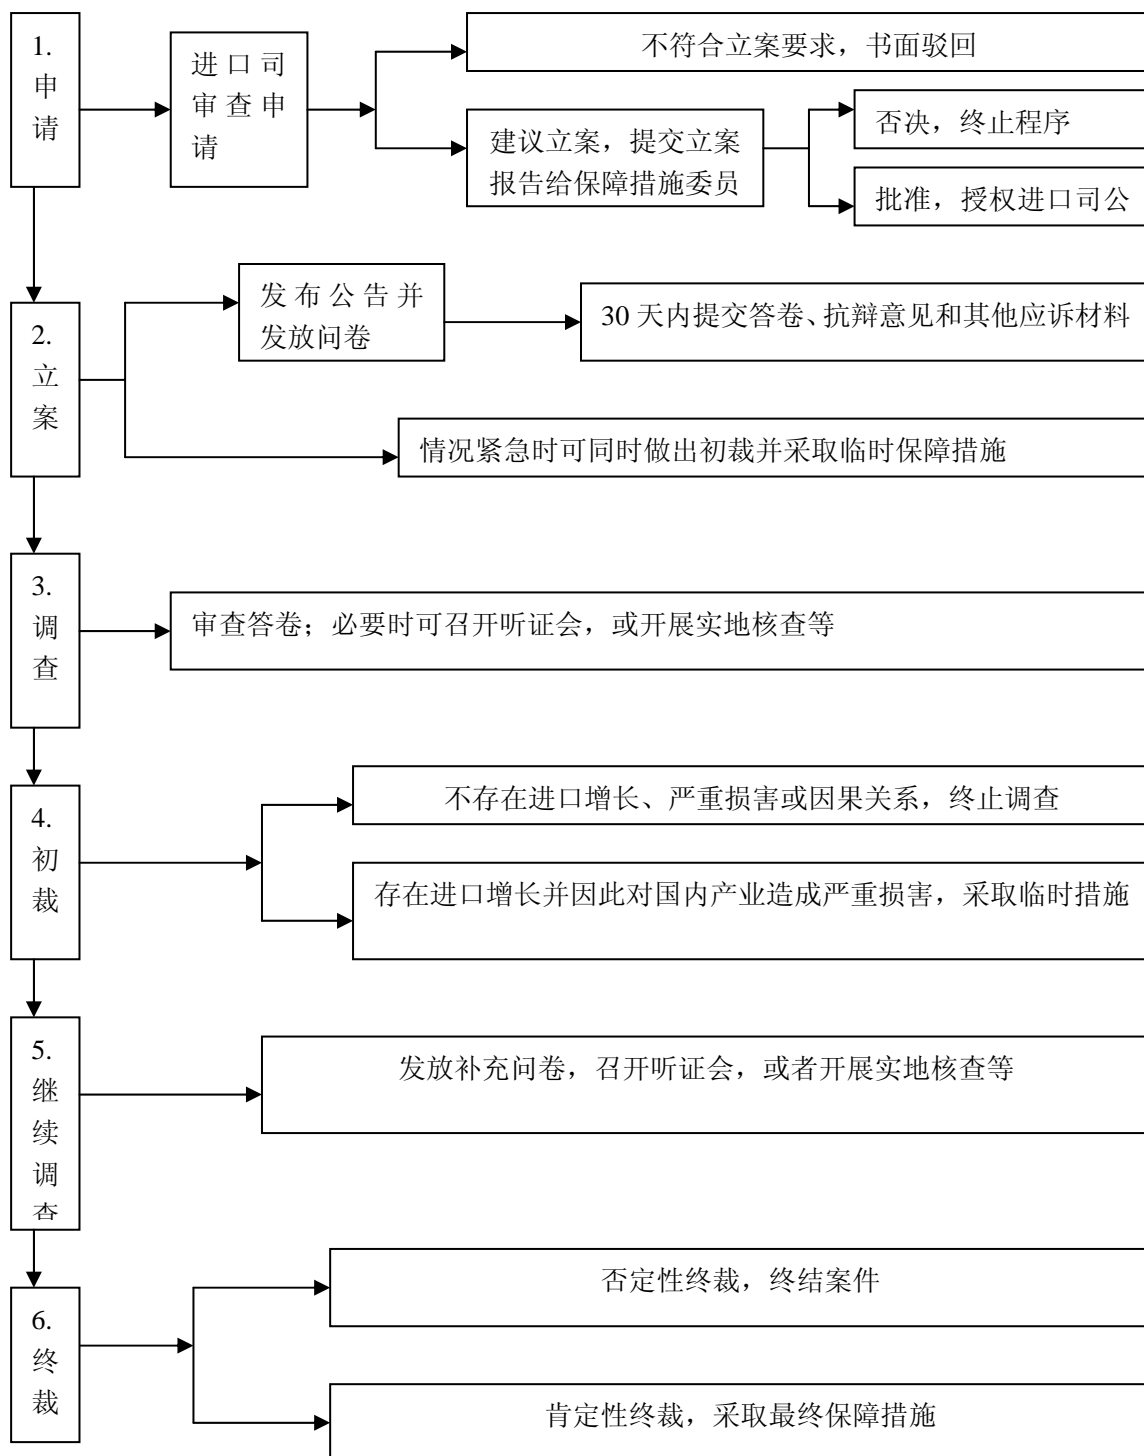 1.
申
请
进口司
审查申
请
不符合立案要求，书面驳回
建议立案，提交立案
报告给保障措施委员
否决，终止程序
批准，授权进口司公
2.
立
案
发布公告并
发放问卷
30 天内提交答卷、抗辩意见和其他应诉材料
情况紧急时可同时做出初裁并采取临时保障措施
3.
调
查
审查答卷；必要时可召开听证会，或开展实地核查等
4.
初
裁
不存在进口增长、严重损害或因果关系，终止调查
存在进口增长并因此对国内产业造成严重损害，采取临时措施
5.
继
续
调
查
发放补充问卷，召开听证会，或者开展实地核查等
6.
终
裁
否定性终裁，终结案件
肯定性终裁，采取最终保障措施